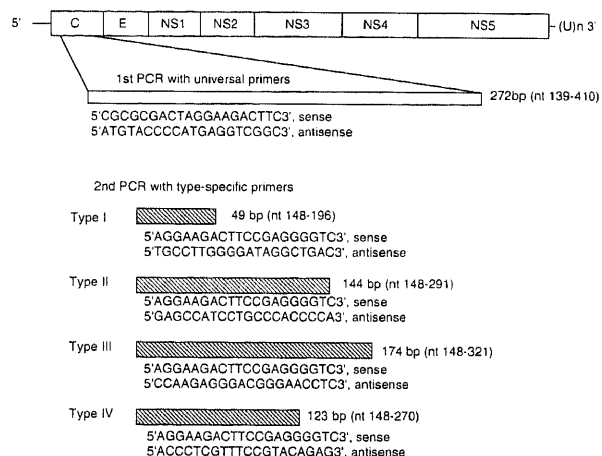 5' C E NS1 NS2 NS3 NS4 NS5 (U)n 3'
1st PCR with universal primers
272bp (nt 139-410)
5'CGCGCGACTAGGAAGACTTC3', sense
5'ATGTACCCCATGAGGTCGGC3', antisense
2nd PCR with type-specific primers
Type I 49 bp (nt 148-196)
5'AGGAAGACTTCCGAGGGGTC3', sense
5'TGCCTTGGGGATAGGCTGAC3', antisense
Type II 144 bp (nt 148-291)
5'AGGAAGACTTCCGAGGGGTC3', sense
5'GAGCCATCCTGCCCACCCCA3', antisense
Type III 174 bp (nt 148-321)
5'AGGAAGACTTCCGAGGGGTC3', sense
5'CCAAGAGGGACGGGAACCTC3', antisense
Type IV 123 bp (nt 148-270)
5'AGGAAGACTTCCGAGGGGTC3', sense
5'ACCCTCGTTTCCGTACAGAG3', antisense